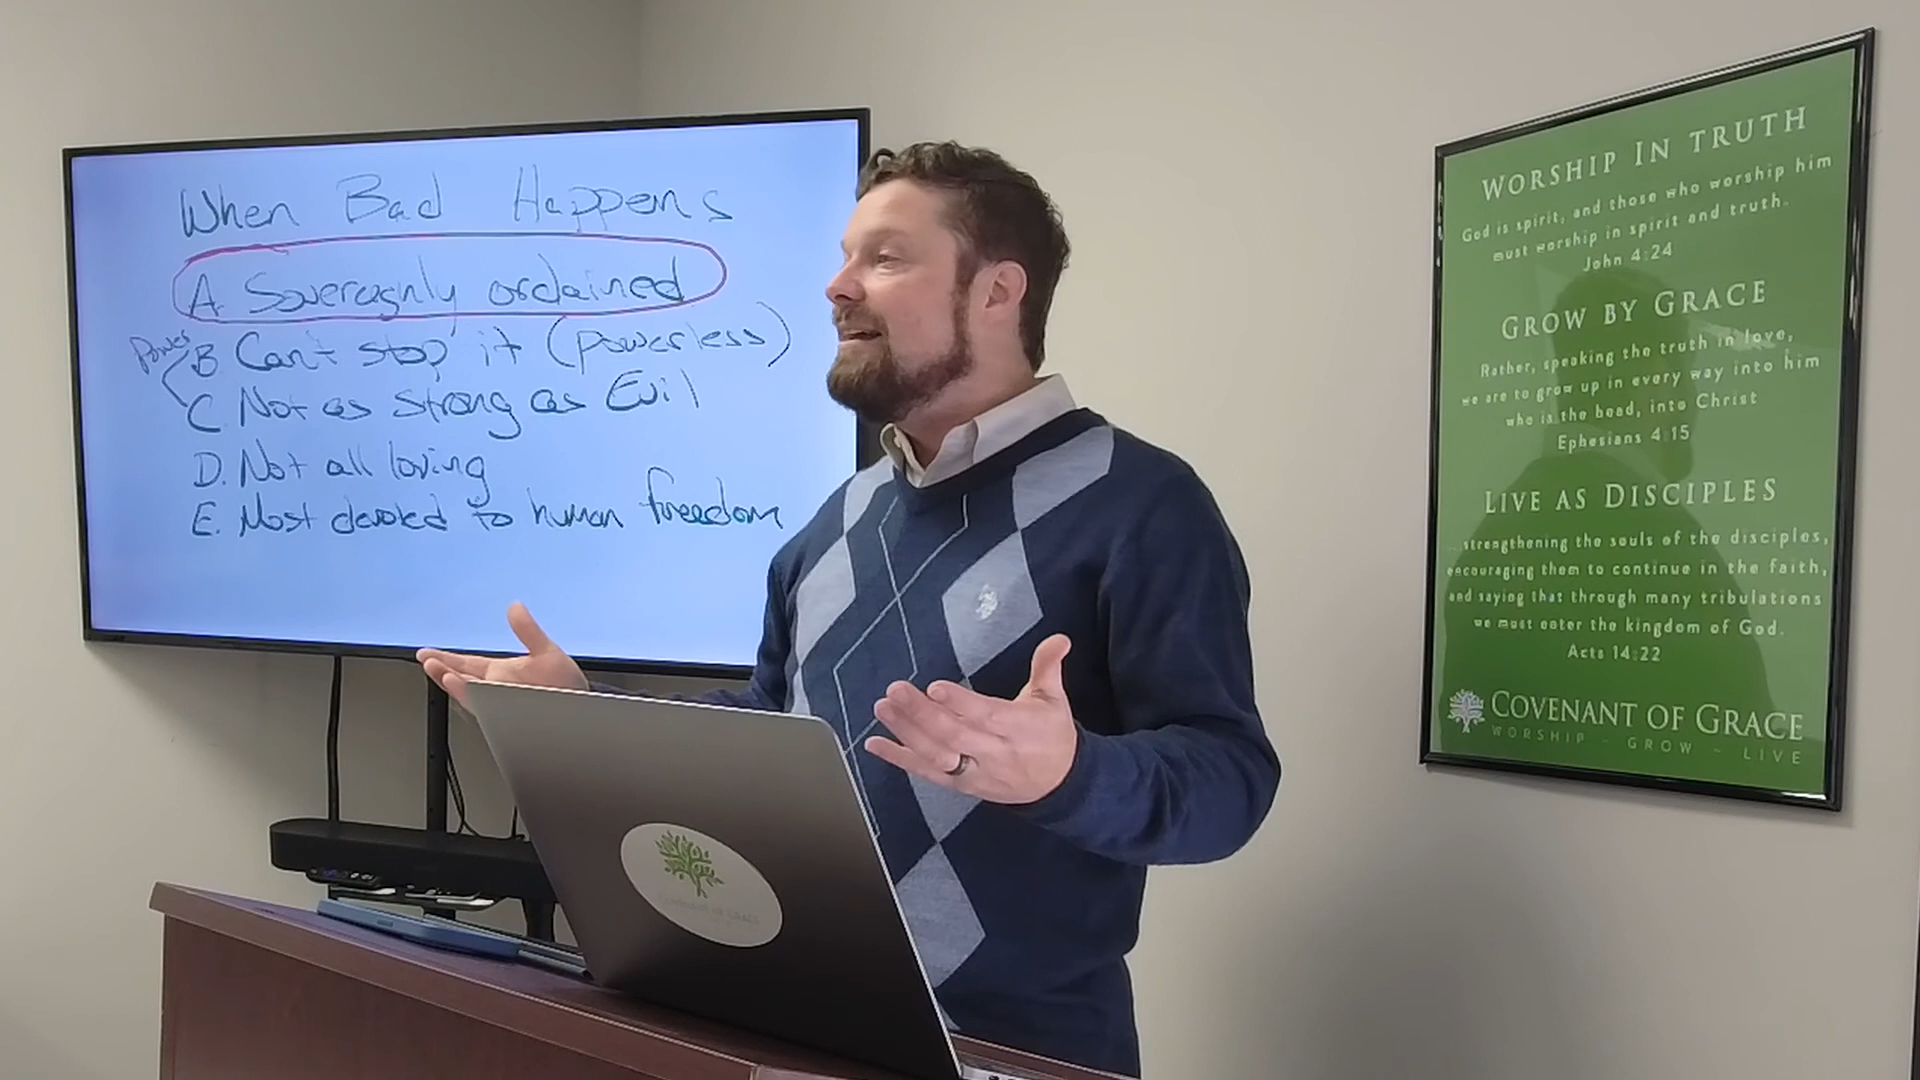 When Bad Happens
A. Sovereignly ordained
Power
B Can't stop it (powerless)
C. Not as strong as Evil
D. Not all loving
E. Most devoted to human freedom
WORSHIP IN TRUTH
God is spirit, and those who worship him
must worship in spirit and truth.
John 4:24
GROW BY GRACE
Rather, speaking the truth in love,
we are to grow up in every way into him
who is the head, into Christ
Ephesians 4:15
LIVE AS DISCIPLES
...strengthening the souls of the disciples,
encouraging them to continue in the faith,
and saying that through many tribulations
we must enter the kingdom of God.
Acts 14:22
COVENANT OF GRACE
WORSHIP - GROW - LIVE
COVENANT OF GRACE